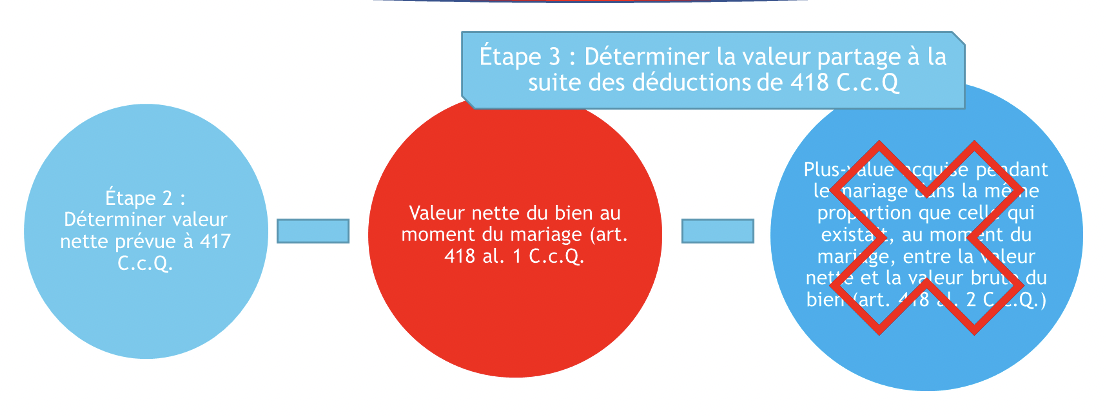 Étape 3 : Déterminer la valeur partage à la
suite des déductions de 418 C.c.Q
Étape 2 :
Déterminer valeur
nette prévue à 417
C.c.Q.
Valeur nette du bien au
moment du mariage (art.
418 al. 1 C.c.Q.
Plus-value acquise pendant
le mariage dans la même
proportion que celle qui
existait, au moment du
mariage, entre la valeur
nette et la valeur brute du
bien (art. 418 al. 2 C.c.Q.)